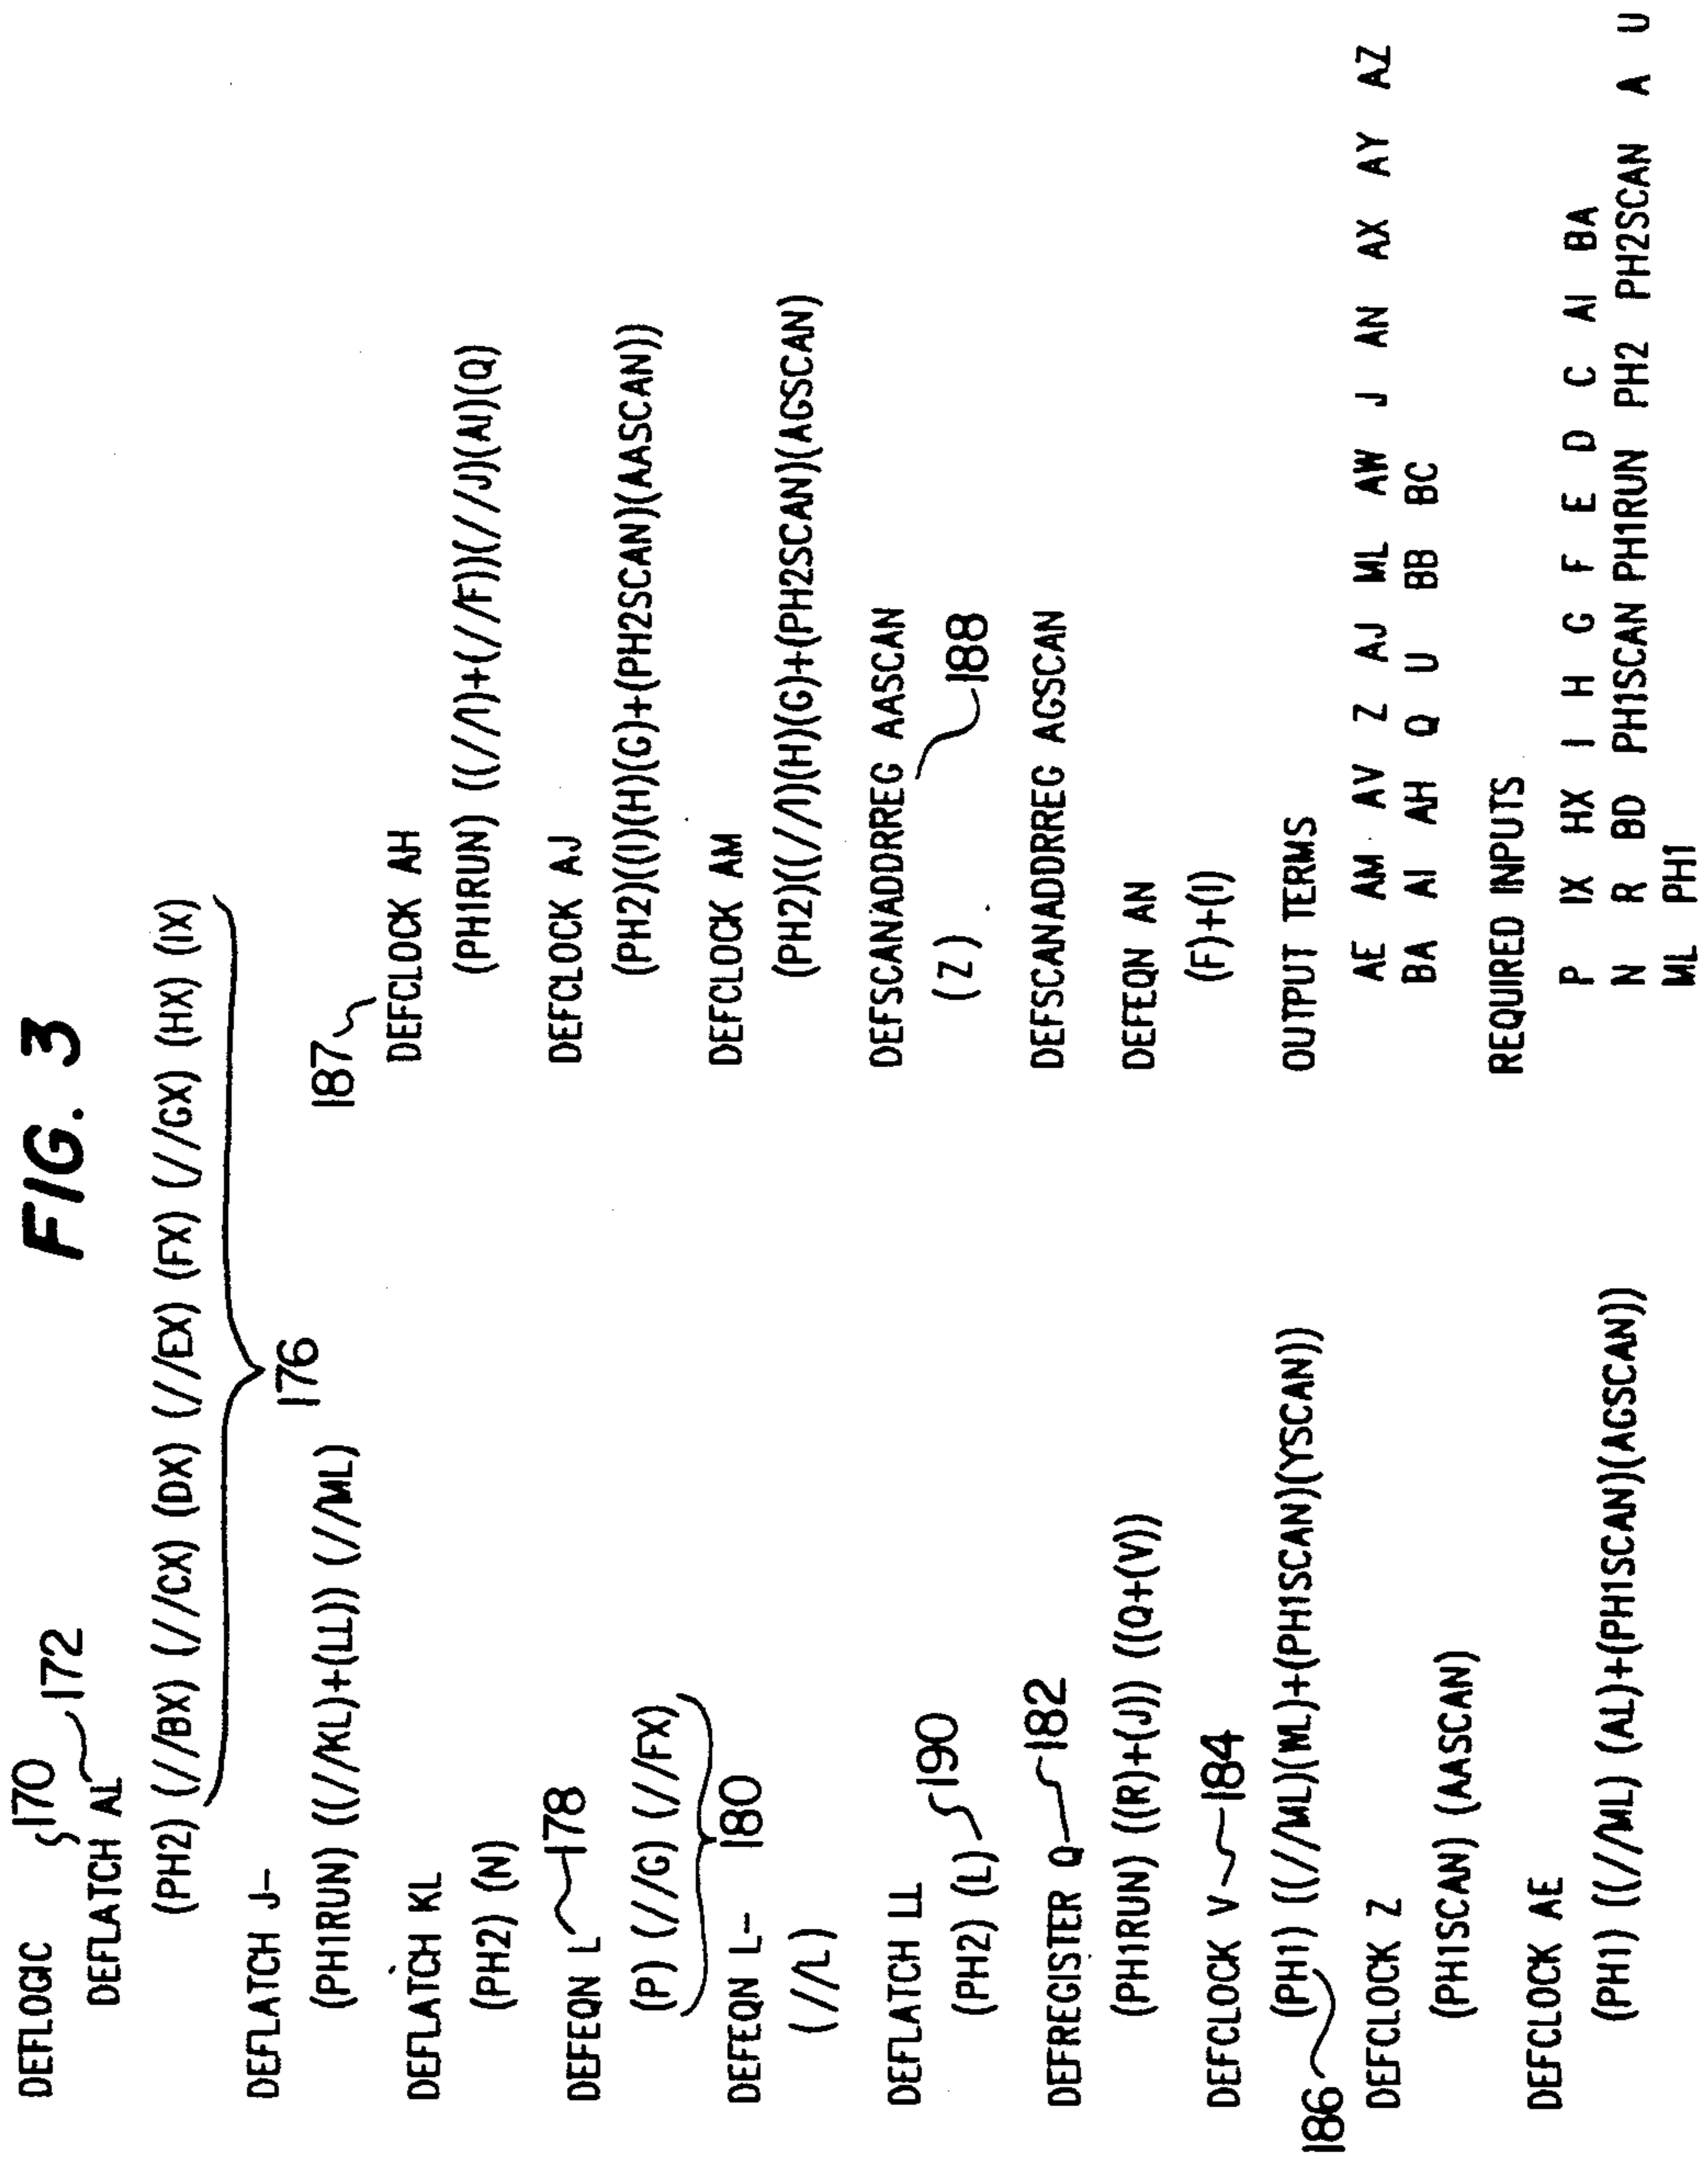 FIG. 3
DEFLOGIC 170
DEFLATCH AL 172
(PH2) (//BX) (//CX) (DX) (//EX) (FX) (//GX) (HX) (IX)
176
DEFLATCH J-
(PH1RUN) ((//KL)+(LL)) (//ML)
DEFLATCH KL
(PH2) (N)
DEFEQN L 178
(P) (//G) (//FX)
DEFEQN L- 180
(//L)
DEFLATCH LL
(PH2) (L) 190
DEFREGISTER Q 182
(PH1RUN) ((R)+(J)) ((Q+(V))
DEFCLOCK V 184
(PH1) ((//ML)(ML)+(PH1SCAN)(YSCAN))
186
DEFCLOCK Z
(PH1SCAN) (AASCAN)
DEFCLOCK AE
(PH1) ((//ML) (AL)+(PH1SCAN)(AGSCAN))
187
DEFCLOCK AH
(PH1RUN) ((//I)+(//F))(//J)(AI)(Q)
DEFCLOCK AJ
(PH2)((I)(H)(G)+(PH2SCAN)(AASCAN))
DEFCLOCK AM
(PH2)((//I)(H)(G)+(PH2SCAN)(AGSCAN)
DEFSCANADDRREG AASCAN
(Z) 188
DEFSCANADDRREG AGSCAN
DEFEQN AN
(F)+(I)
OUTPUT TERMS
AE AM AV Z AJ ML AW J AN AX AY AZ
BA AI AH Q U BB BC
REQUIRED INPUTS
P IX HX I H G F E D C AI BA
N R BD PH1SCAN PH1RUN PH2 PH2SCAN A U
ML PH1